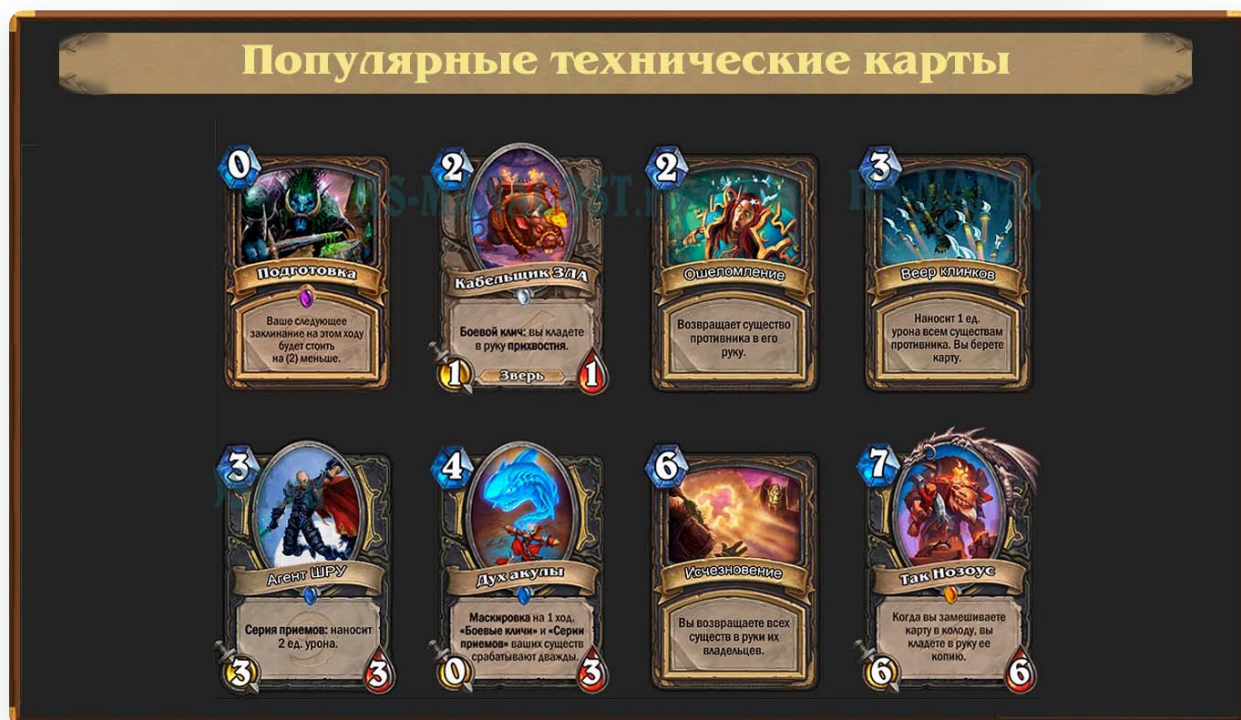 Популярные технические карты
0
2
2
3
Подготовка
Кабельщик ЗЛА
Ошеломление
Веер клинков
Ваше следующее
заклинание на этом ходу
будет стоить
на (2) меньше.
Боевой клич: вы кладете
в руку прихвостня.
1
Зверь
1
Возвращает существо
противника в его
руку.
Наносит 1 ед.
урона всем существам
противника. Вы берете
карту.
3
4
6
7
Агент ШРУ
Дух акулы
Исчезновение
Так Нозоус
Серия приемов: наносит
2 ед. урона.
3
3
Маскировка на 1 ход.
«Боевые кличи» и «Серии
приемов» ваших существ
срабатывают дважды.
0
3
Вы возвращаете всех
существ в руки их
владельцев.
Когда вы замешиваете
карту в колоду, вы
кладете в руку ее
копию.
6
6